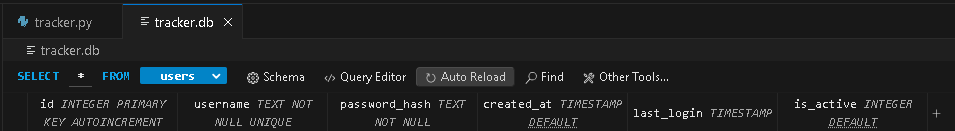 tracker.py tracker.db
tracker.db
SELECT * FROM users Schema Query Editor Auto Reload Find Other Tools...
id INTEGER PRIMARY KEY AUTOINCREMENT
username TEXT NOT NULL UNIQUE
password_hash TEXT NOT NULL
created_at TIMESTAMP DEFAULT
last_login TIMESTAMP
is_active INTEGER DEFAULT